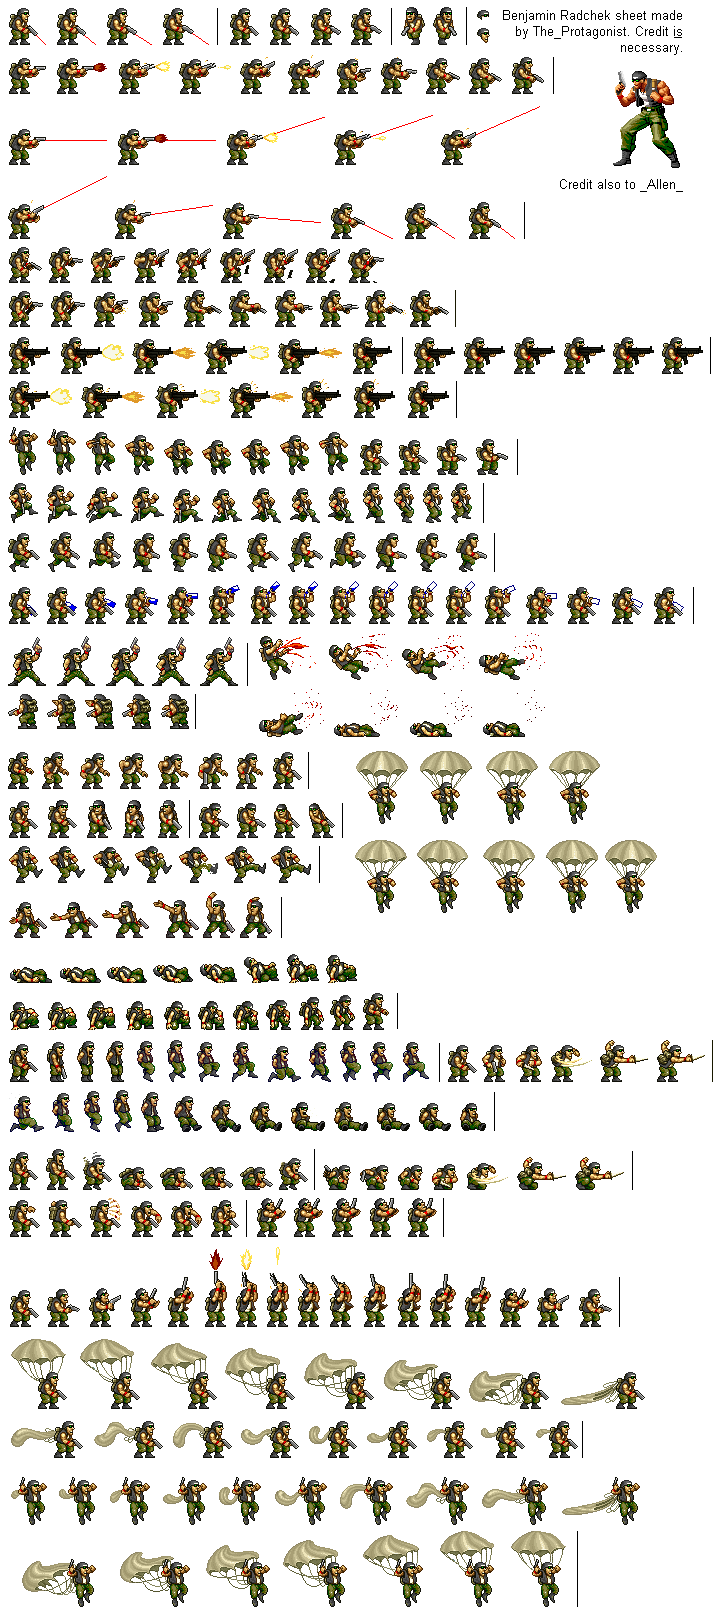 Benjamin Radchek sheet made
by The_Protagonist. Credit is
necessary.
Credit also to _Allen_